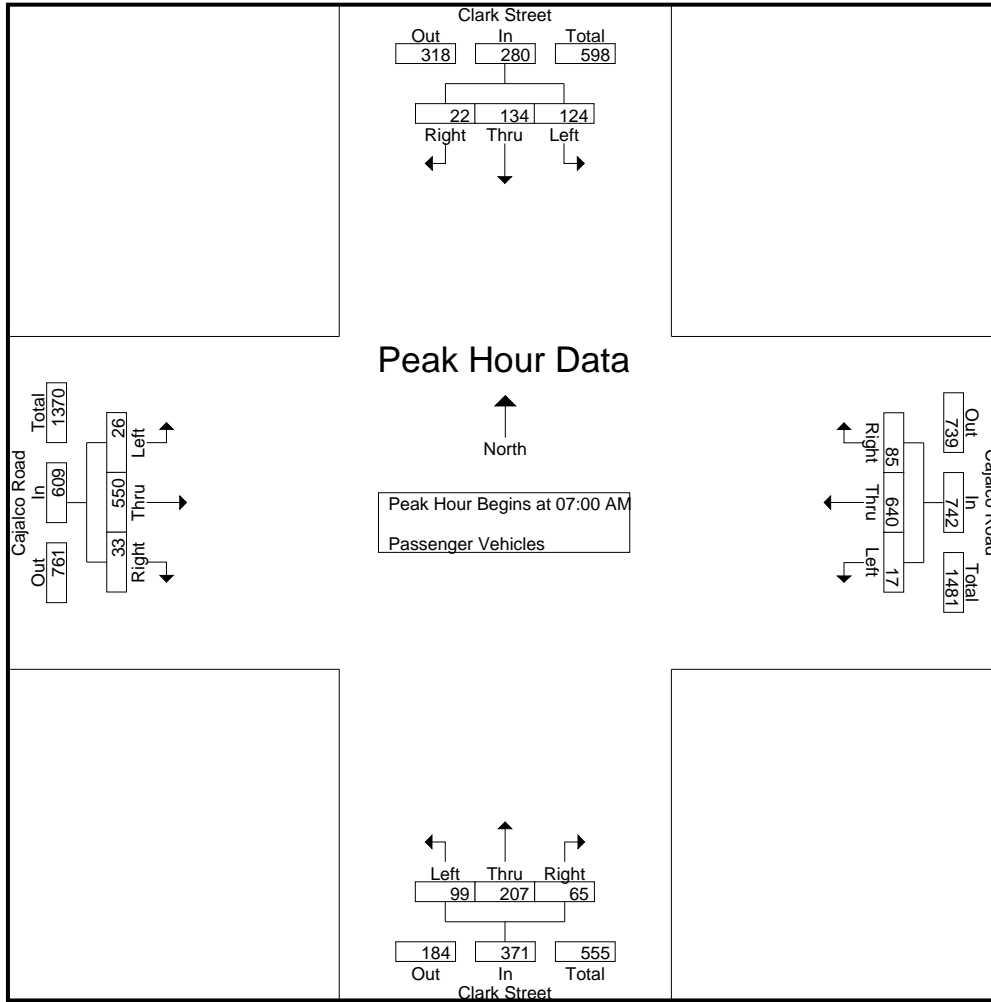 Clark Street
Out In Total
318 280 598
22 134 124
Right Thru Left
Peak Hour Data
North
Peak Hour Begins at 07:00 AM
Passenger Vehicles
Cajalco Road
Total In Out
1370 609 761
26 550 33
Left Thru Right
Cajalco Road
Out In Total
739 742 1481
85 640 17
Right Thru Left
Left Thru Right
99 207 65
184 371 555
Out In Total
Clark Street